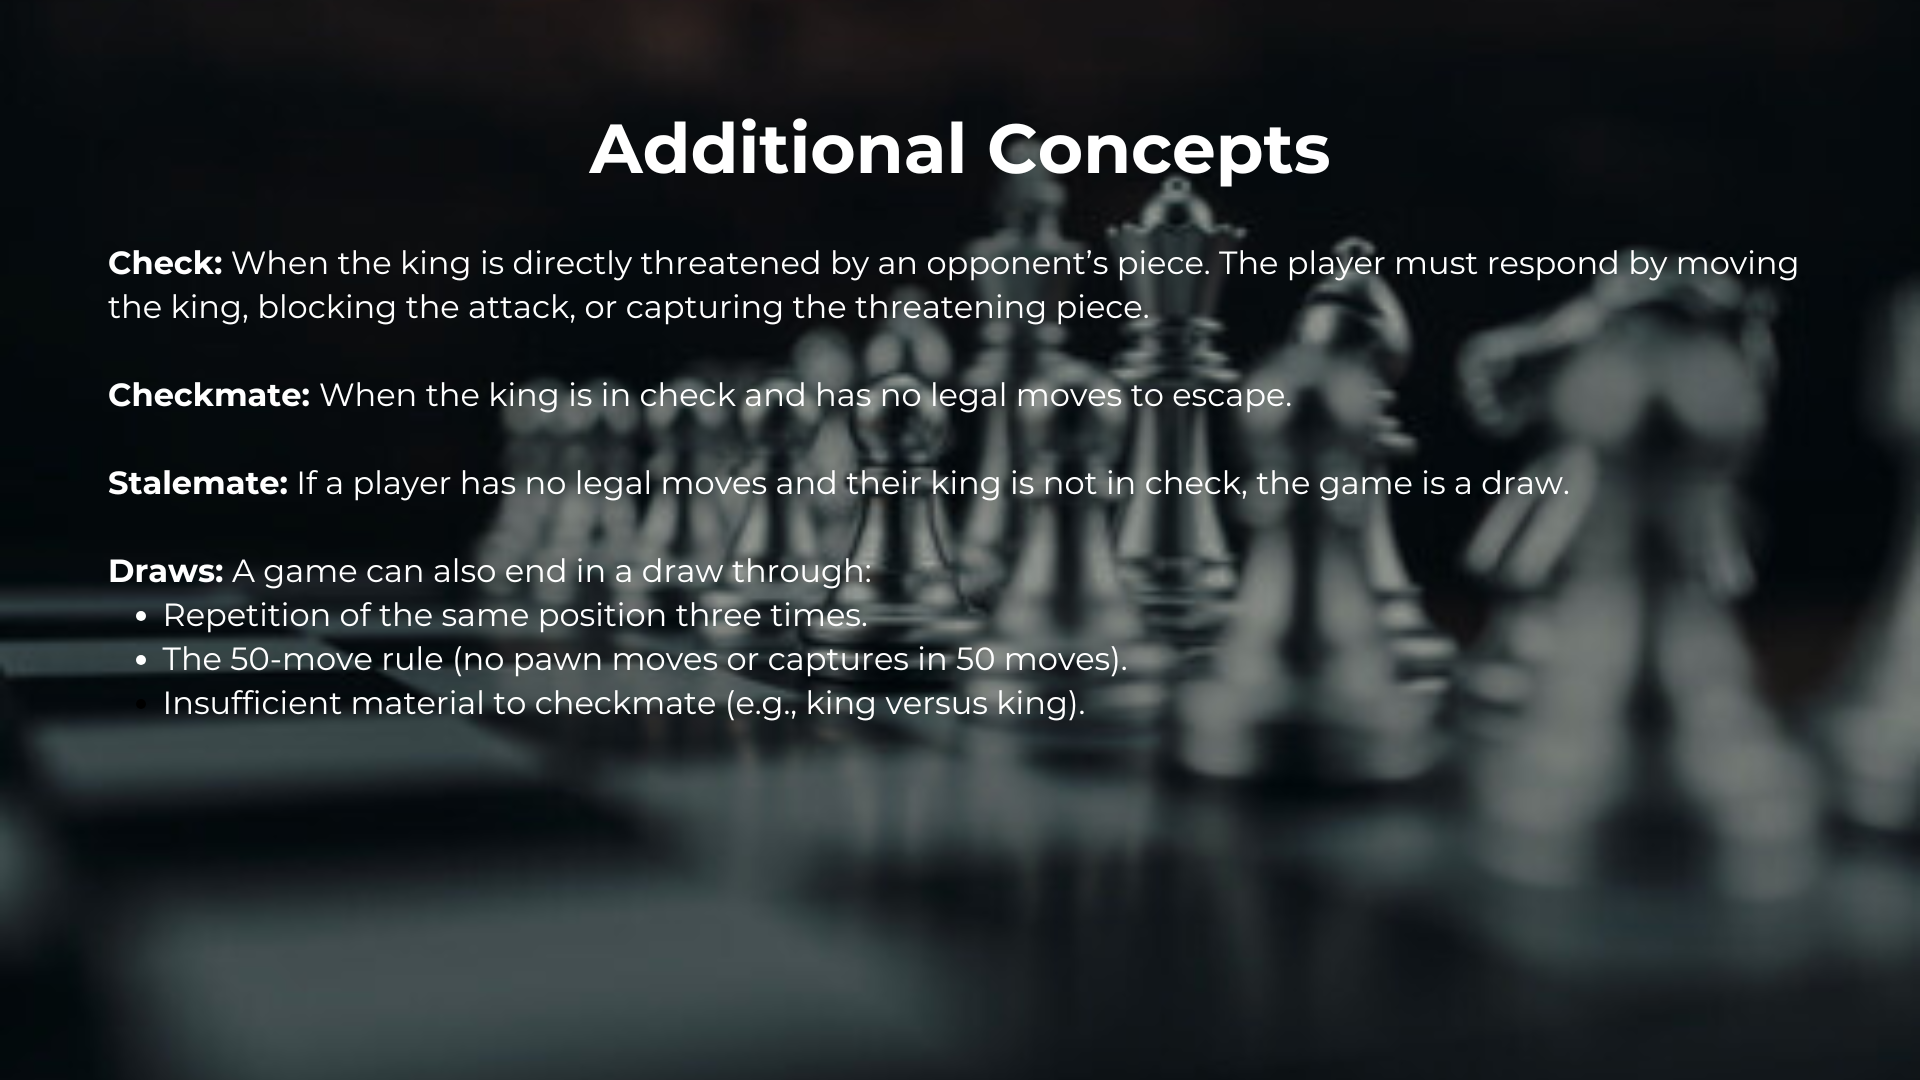 Additional Concepts
Check: When the king is directly threatened by an opponent’s piece. The player must respond by moving
the king, blocking the attack, or capturing the threatening piece.
Checkmate: When the king is in check and has no legal moves to escape.
Stalemate: If a player has no legal moves and their king is not in check, the game is a draw.
Draws: A game can also end in a draw through:
• Repetition of the same position three times.
• The 50-move rule (no pawn moves or captures in 50 moves).
• Insufficient material to checkmate (e.g., king versus king).